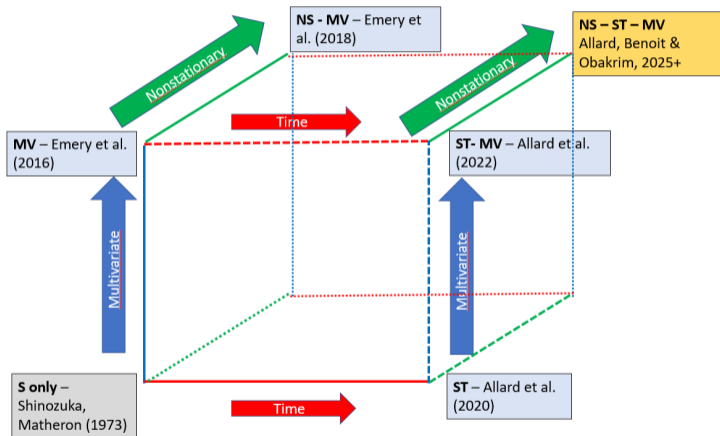 NS - MV – Emery et
al. (2018)
NS – ST – MV
Allard, Benoit &
Obakrim, 2025+
Nonstationary
Nonstationary
Time
MV – Emery et al.
(2016)
ST- MV – Allard et al.
(2022)
Multivariate
Multivariate
S only –
Shinozuka,
Matheron (1973)
Time
ST – Allard et al.
(2020)